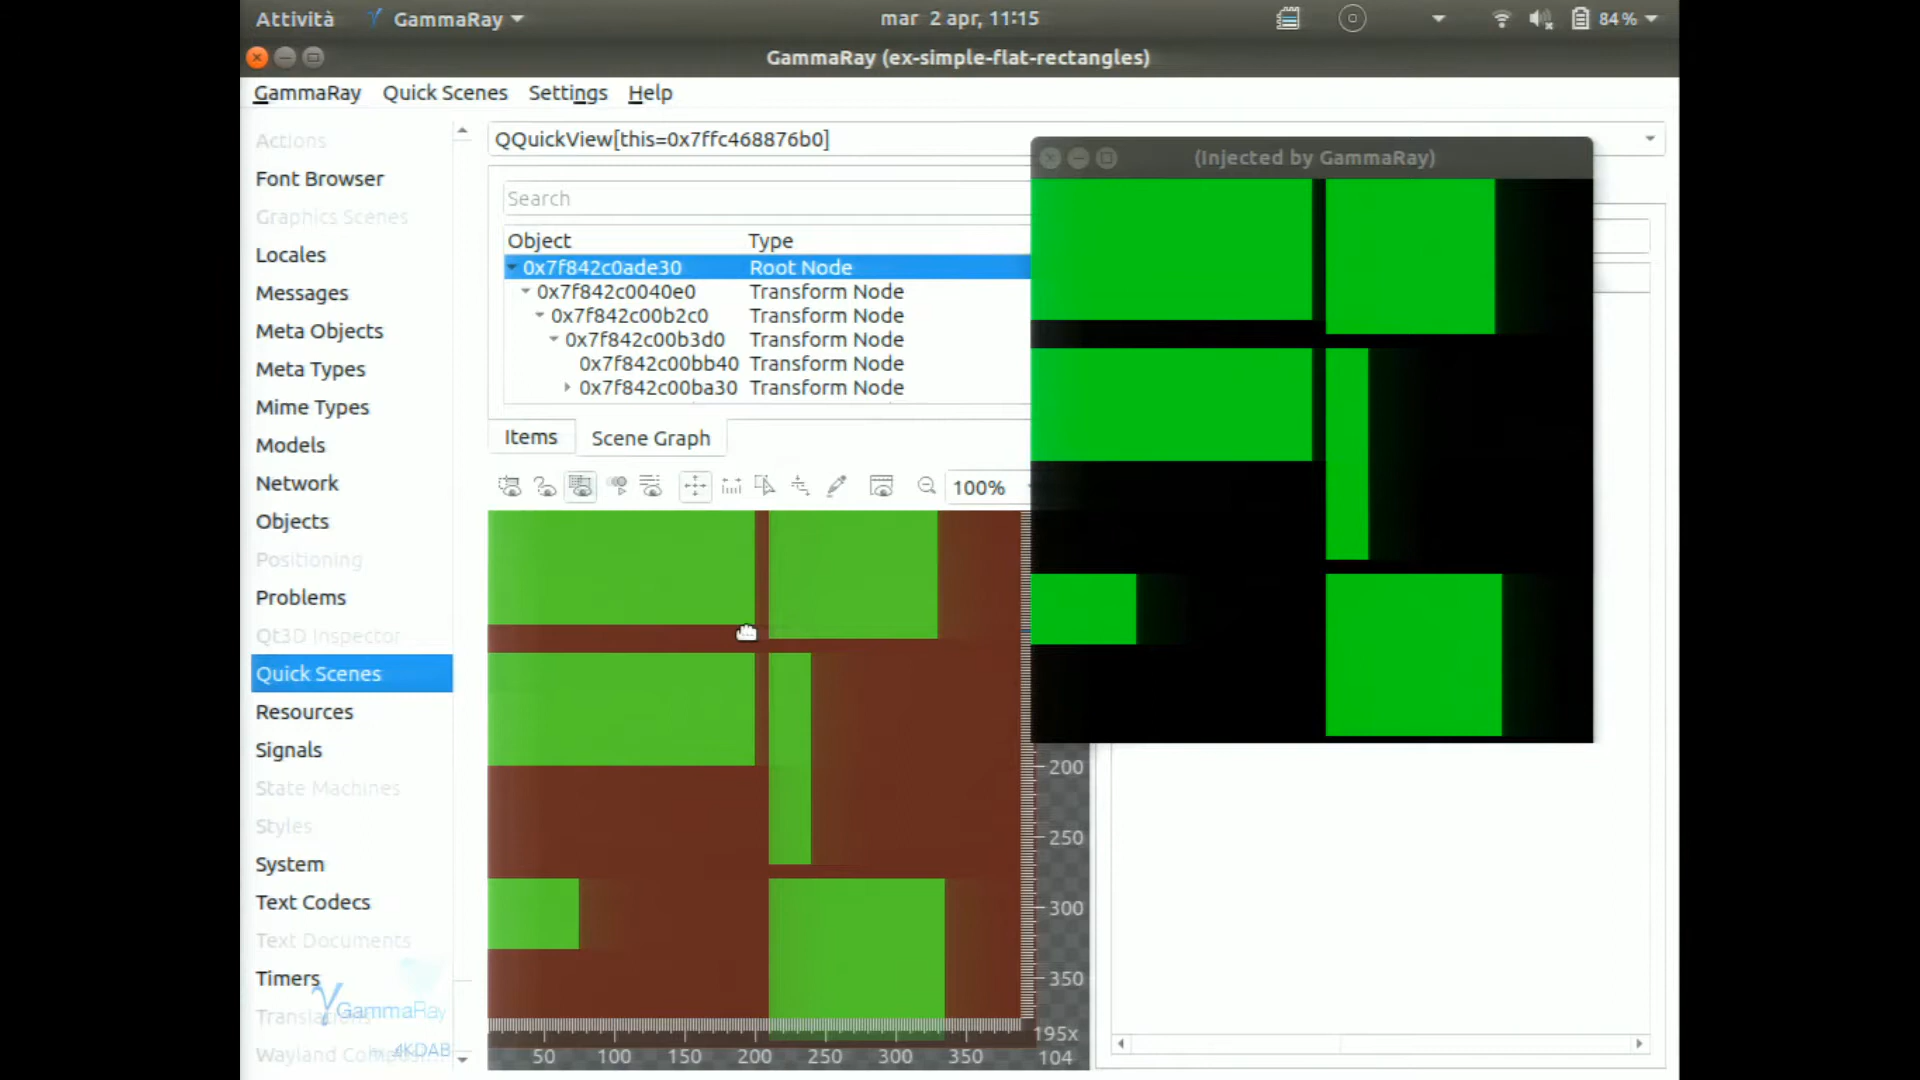 Attività GammaRay mar 2 apr, 11:15 84 %
GammaRay (ex-simple-flat-rectangles)
GammaRay Quick Scenes Settings Help
Actions
Font Browser
Graphics Scenes
Locales
Messages
Meta Objects
Meta Types
Mime Types
Models
Network
Objects
Positioning
Problems
Qt3D Inspector
Quick Scenes
Resources
Signals
State Machines
Styles
System
Text Codecs
Text Documents
Timers
Translations
Wayland
GammaRay
KDAB
QQuickView[this=0x7ffc468876b0]
Search
Object Type
0x7f842c0ade30 Root Node
0x7f842c0040e0 Transform Node
0x7f842c00b2c0 Transform Node
0x7f842c00b3d0 Transform Node
0x7f842c00bb40 Transform Node
0x7f842c00ba30 Transform Node
Items Scene Graph
100%
(Injected by GammaRay)
200
250
300
350
195x
104
50 100 150 200 250 300 350